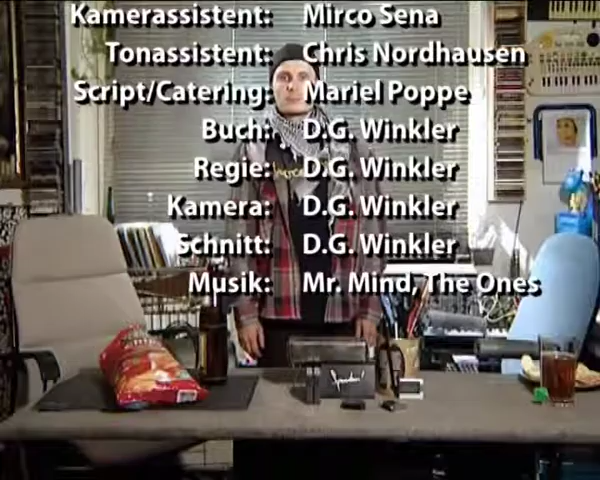 Kameraassistent: Mirco Sena
Tonassistent: Chris Nordhausen
Script/Catering: Mariel Poppe
Buch: D.G. Winkler
Regie: D.G. Winkler
Kamera: D.G. Winkler
Schnitt: D.G. Winkler
Musik: Mr. Mind, The Ones